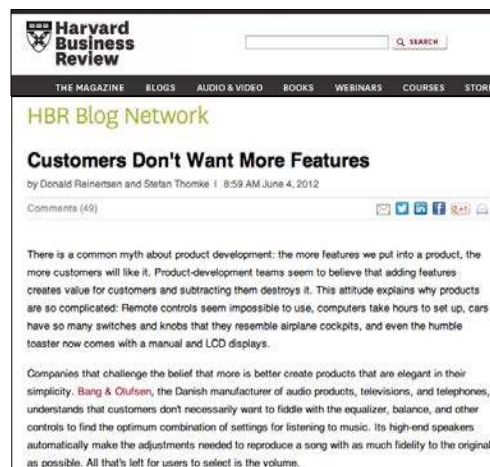 Harvard
Business
Review
SEARCH
THE MAGAZINE BLOGS AUDIO & VIDEO BOOKS WEBINARS COURSES STORE
HBR Blog Network
Customers Don't Want More Features
by Donald Reinertsen and Stefan Thomke | 8:59 AM June 4, 2012
Comments (49)
There is a common myth about product development: the more features we put into a product, the
more customers will like it. Product-development teams seem to believe that adding features
creates value for customers and subtracting them destroys it. This attitude explains why products
are so complicated: Remote controls seem impossible to use, computers take hours to set up, cars
have so many switches and knobs that they resemble airplane cockpits, and even the humble
toaster now comes with a manual and LCD displays.
Companies that challenge the belief that more is better create products that are elegant in their
simplicity. Bang & Olufsen, the Danish manufacturer of audio products, televisions, and telephones,
understands that customers don't necessarily want to fiddle with the equalizer, balance, and other
controls to find the optimum combination of settings for listening to music. Its high-end speakers
automatically make the adjustments needed to reproduce a song with as much fidelity to the original
as possible. All that's left for users to select is the volume.